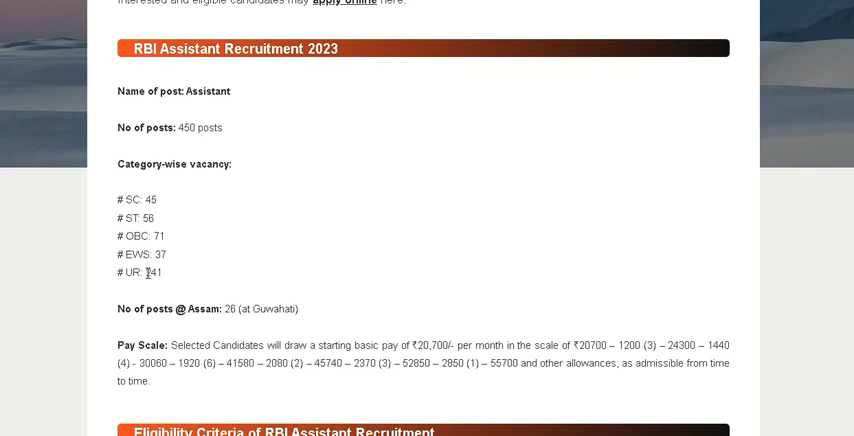 Interested and eligible candidates may apply online here.
RBI Assistant Recruitment 2023
Name of post: Assistant
No of posts: 450 posts
Category-wise vacancy:
# SC: 45
# ST: 56
# OBC: 71
# EWS: 37
# UR: 241
No of posts @ Assam: 26 (at Guwahati)
Pay Scale: Selected Candidates will draw a starting basic pay of ₹20,700/- per month in the scale of ₹20700 – 1200 (3) – 24300 – 1440
(4) - 30060 – 1920 (6) – 41580 – 2080 (2) – 45740 – 2370 (3) – 52850 – 2850 (1) – 55700 and other allowances, as admissible from time
to time.
Eligibility Criteria of RBI Assistant Recruitment